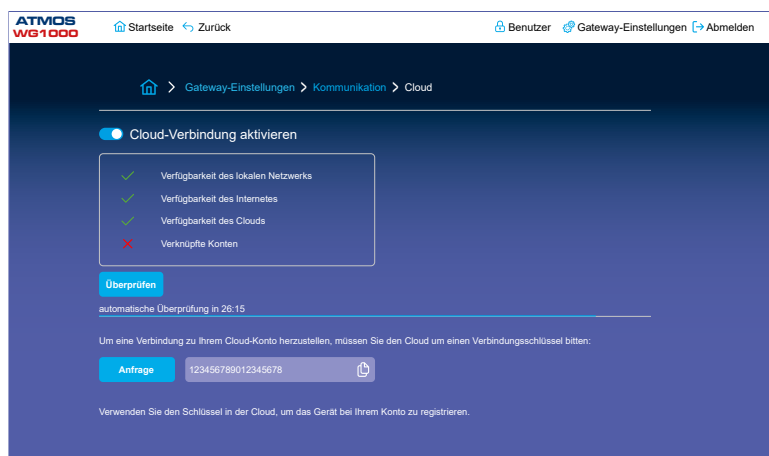 ATMOS
WG1000
Startseite Zurück Benutzer Gateway-Einstellungen Abmelden
Gateway-Einstellungen > Kommunikation > Cloud
Cloud-Verbindung aktivieren
Verfügbarkeit des lokalen Netzwerks
Verfügbarkeit des Internetes
Verfügbarkeit des Clouds
Verknüpfte Konten
Überprüfen
automatische Überprüfung in 26:15
Um eine Verbindung zu Ihrem Cloud-Konto herzustellen, müssen Sie den Cloud um einen Verbindungsschlüssel bitten:
Anfrage 123456789012345678
Verwenden Sie den Schlüssel in der Cloud, um das Gerät bei Ihrem Konto zu registrieren.